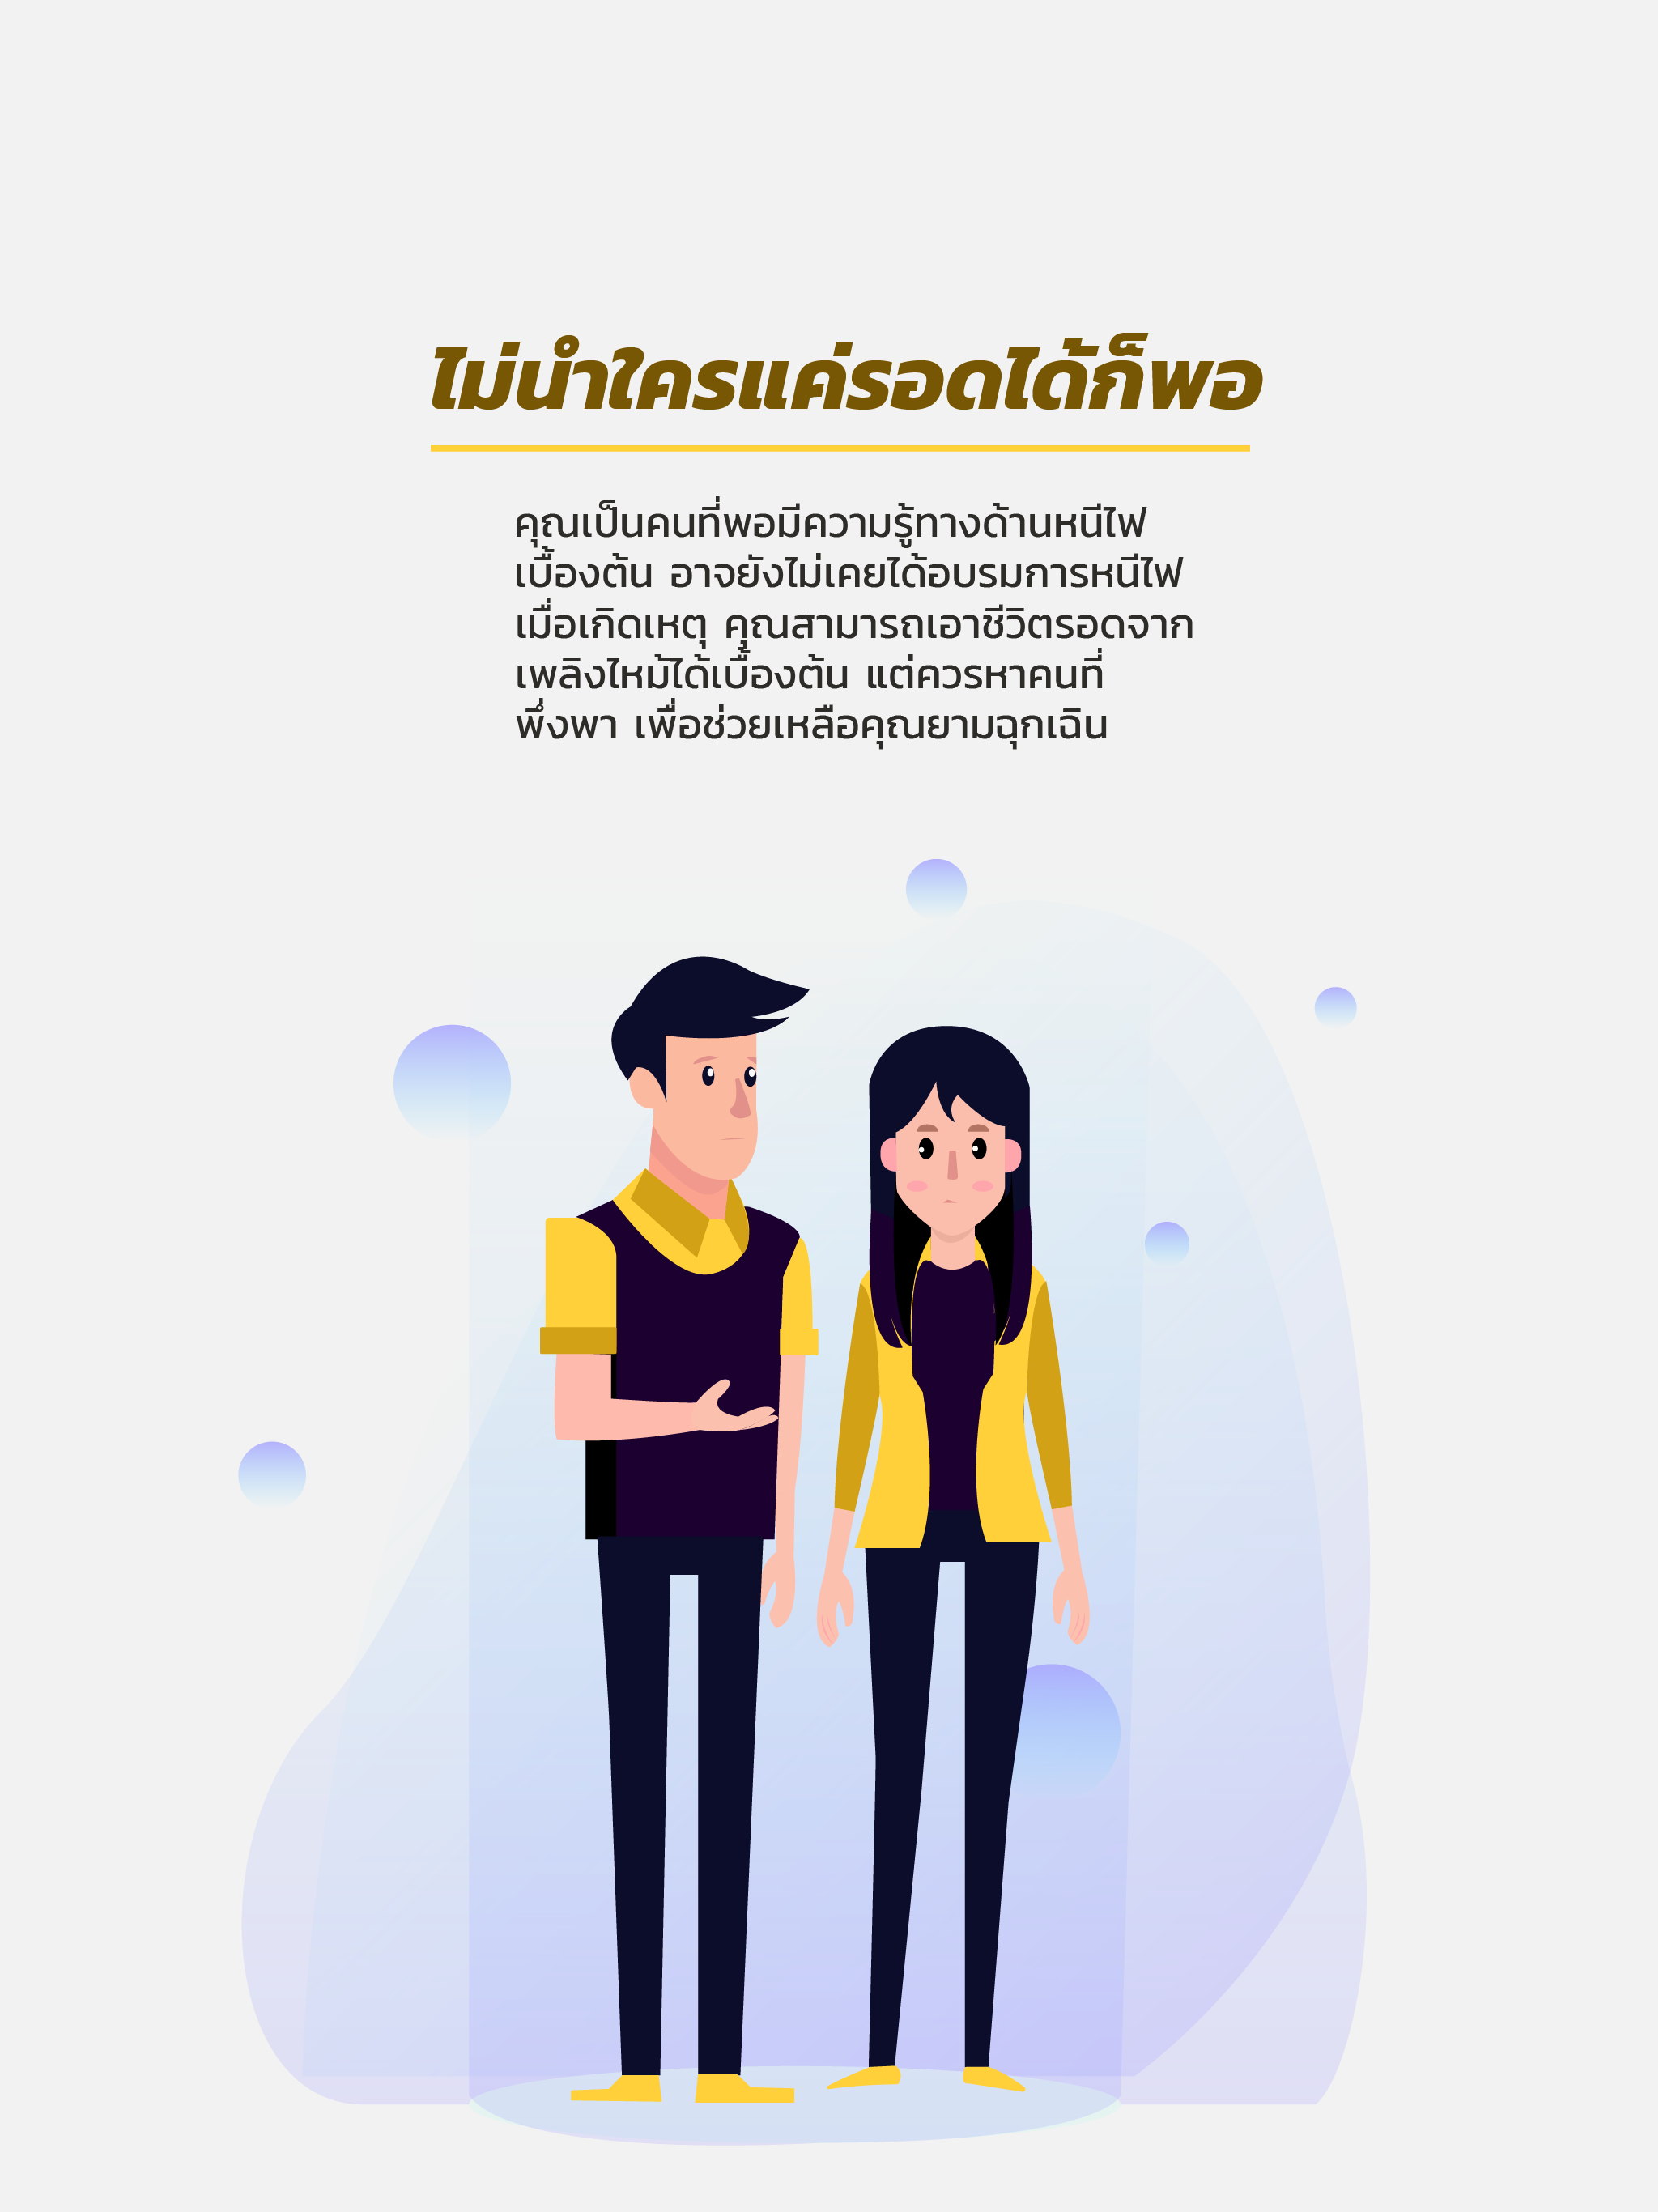 ไม่นำใครแค่รอดได้ก็พอ
คุณเป็นคนที่พอมีความรู้ทางด้านหนีไฟ
เบื้องต้น อาจยังไม่เคยได้อบรมการหนีไฟ
เมื่อเกิดเหตุ คุณสามารถเอาชีวิตรอดจาก
เพลิงไหม้ได้เบื้องต้น แต่ควรหาคนที่
พึ่งพา เพื่อช่วยเหลือคุณยามฉุกเฉิน